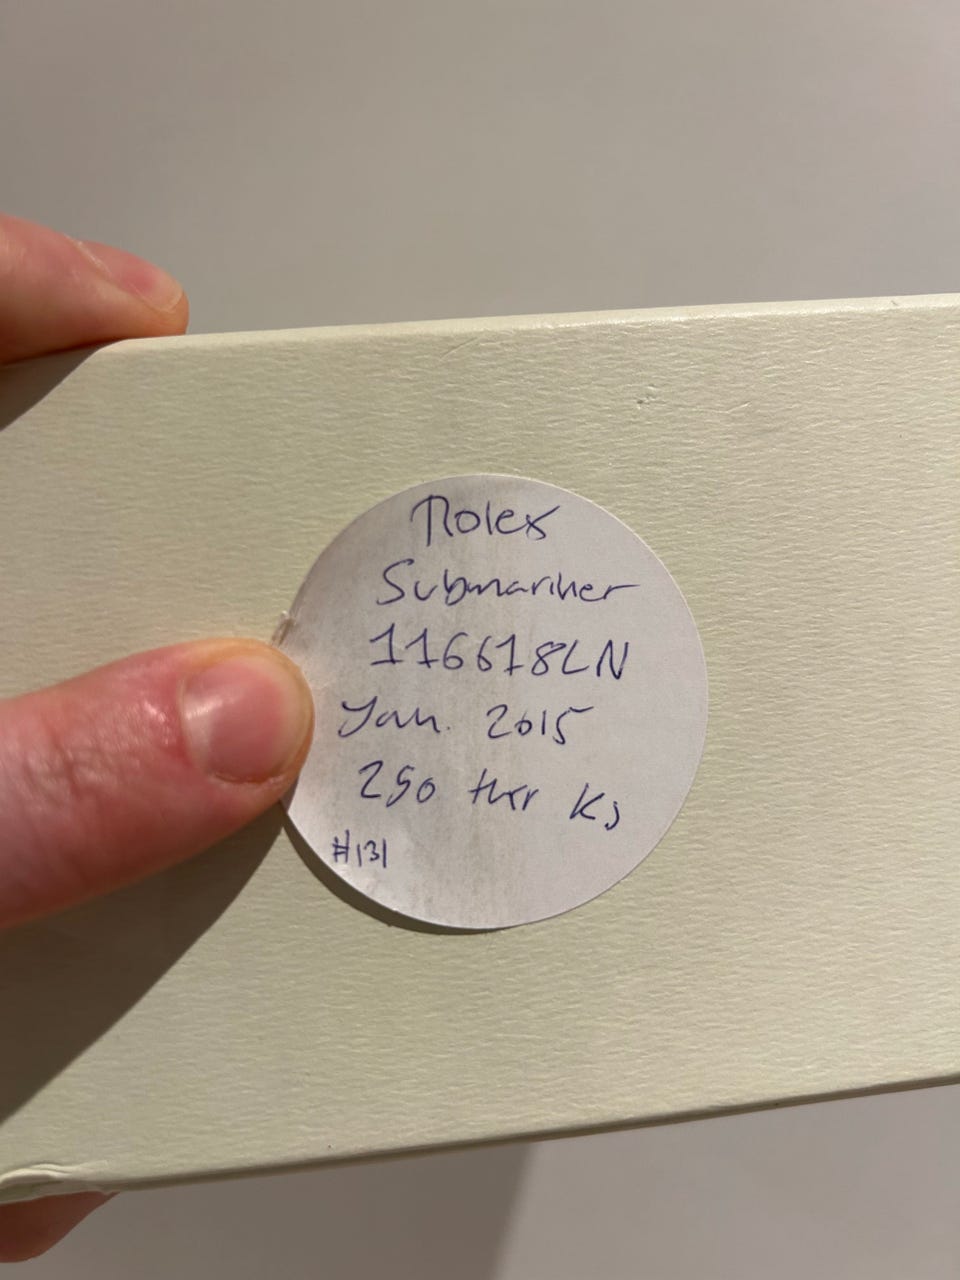 Rolex
Submariner
116618LN
Jan. 2015
250 tkr Ks
#131